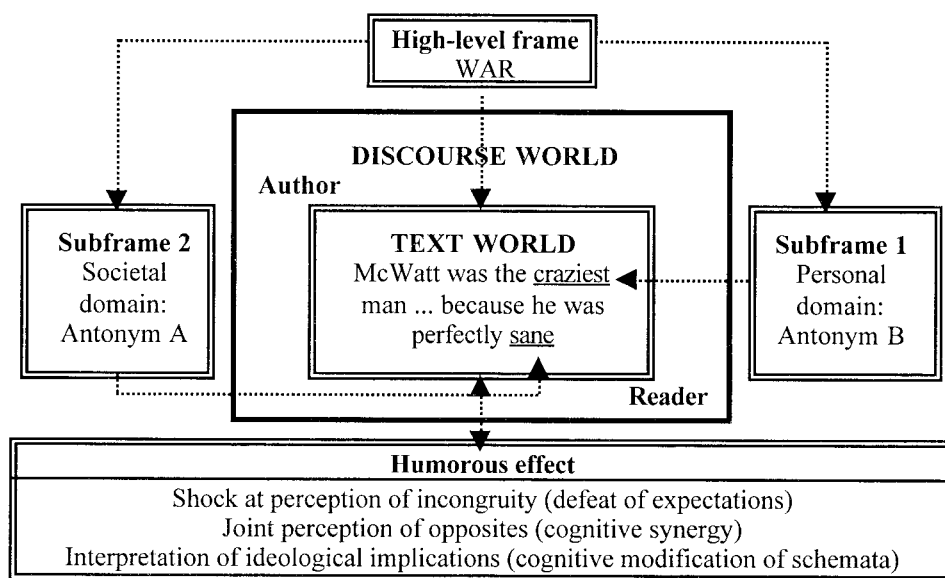 High-level frame
WAR
DISCOURSE WORLD
Author
Subframe 2
Societal
domain:
Antonym A
TEXT WORLD
McWatt was the craziest
man ... because he was
perfectly sane
Subframe 1
Personal
domain:
Antonym B
Reader
Humorous effect
Shock at perception of incongruity (defeat of expectations)
Joint perception of opposites (cognitive synergy)
Interpretation of ideological implications (cognitive modification of schemata)